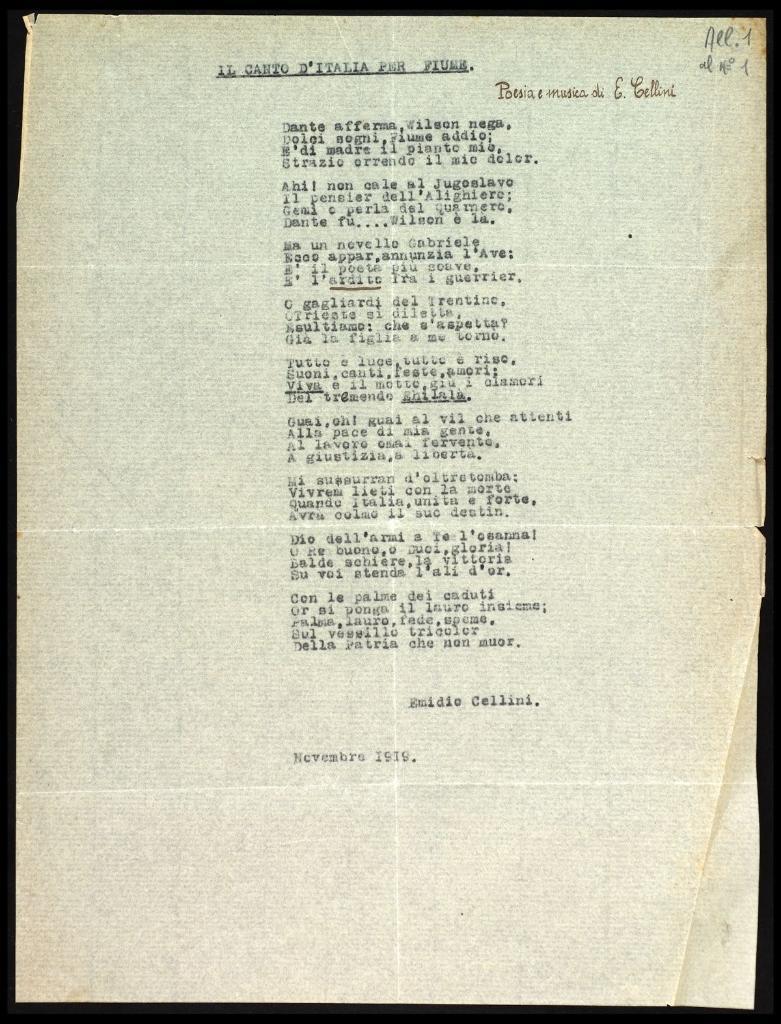 All. 1
al N° 1
IL CANTO D'ITALIA PER FIUME.
Poesia e musica di E. Cellini
Dante afferma,Wilson nega,
Dolci sogni,Fiume addio;
E'di madre il pianto mio,
Strazio orrendo il mio dolor.
Ahi! non cale al Jugoslavo
Il pensier dell'Alighiero;
Gemi o perla del Quarnero,
Dante fu....Wilson è là.
Ma un novello Gabriele
Ecco appar,annunzia l'Ave:
E' il poeta più soave,
E' l'ardito fra i guerrier.
O gagliardi del Trentino,
OTrieste sì diletta,
Esultiamo: che s'aspetta?
Già la figlia a me tornò.
Tutto è luce,tutto è riso,
Suoni,canti,feste,amori;
Viva è il motto,giù i clamori
Del tremendo Ehilalà.
Guai,oh! guai al vil che attenti
Alla pace di mia gente,
Al lavoro omai fervente,
A giustizia,a libertà.
Mi sussurran d'oltretomba:
Vivrem lieti con la morte
Quando Italia,unita e forte,
Avrà colmo il suo destin.
Dio dell'armi a Te l'osanna!
O Re buono,o Duci,gloria!
Balde schiere,la vittoria
Su voi stenda l'ali d'or.
Con le palme dei caduti
Or si ponga il lauro insieme;
Palma,lauro,fede,speme,
Sul vessillo tricolor
Della Patria che non muor.
Emidio Cellini.
Novembre 1919.